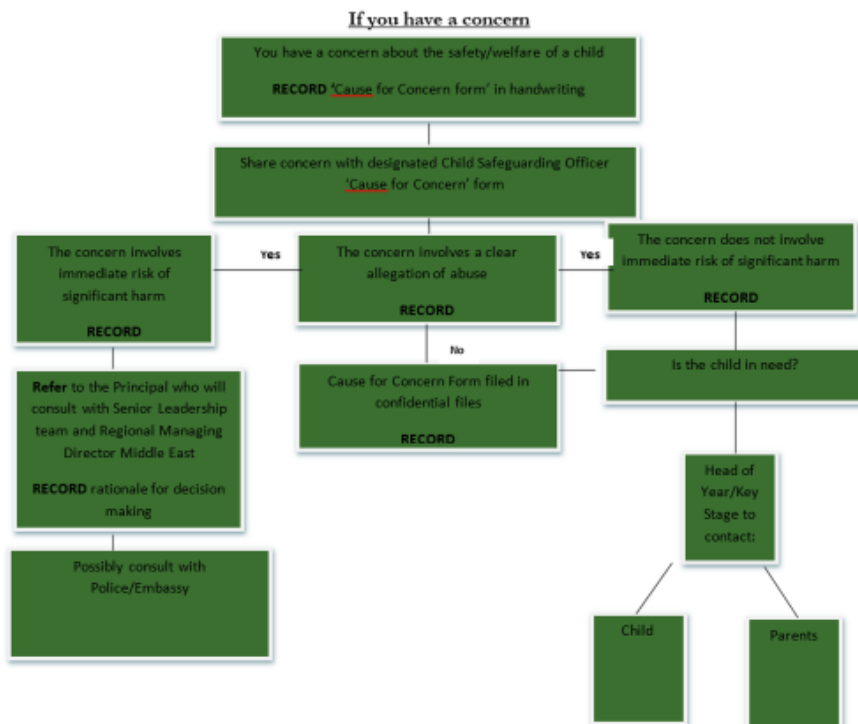 If you have a concern
You have a concern about the safety/welfare of a child
RECORD 'Cause for Concern form' in handwriting
Share concern with designated Child Safeguarding Officer
'Cause for Concern' form
The concern involves
immediate risk of
significant harm
RECORD
Yes
The concern involves a clear
allegation of abuse
RECORD
Yes
The concern does not involve
immediate risk of significant harm
RECORD
No
Refer to the Principal who will
consult with Senior Leadership
team and Regional Managing
Director Middle East
RECORD rationale for decision
making
Cause for Concern Form filed in
confidential files
RECORD
Is the child in need?
Head of
Year/Key
Stage to
contact:
Possibly consult with
Police/Embassy
Child
Parents